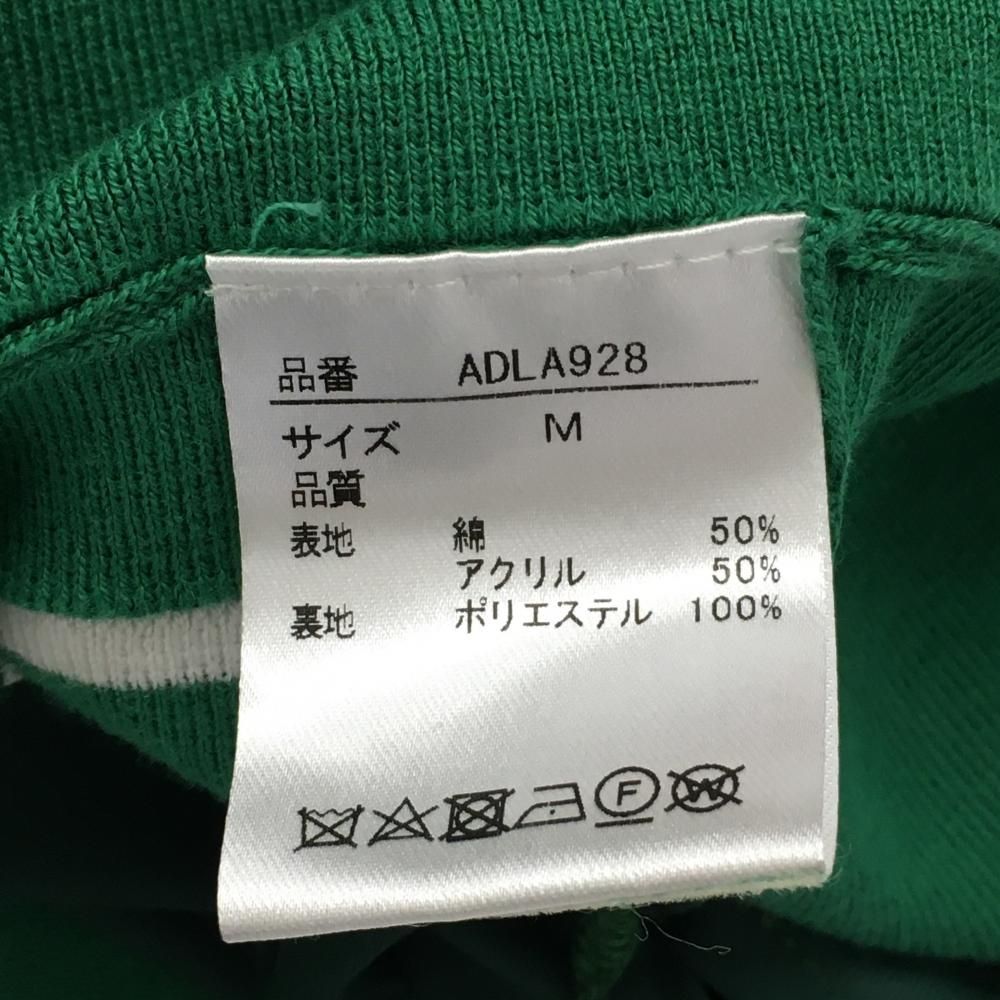 品番 ADLA928
サイズ M
品質
表地 綿 50%
アクリル 50%
裏地 ポリエステル 100%
F W